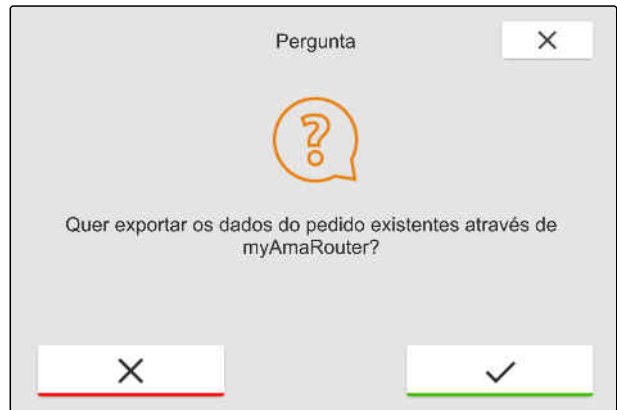 Pergunta
Quer exportar os dados do pedido existentes através de
myAmaRouter?